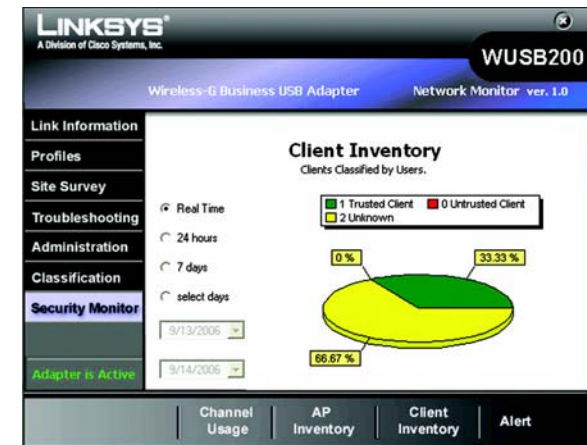 LINKSYS®
A Division of Cisco Systems, Inc.
WUSB200
Wireless-G Business USB Adapter
Network Monitor ver. 1.0
Link Information
Profiles
Site Survey
Troubleshooting
Administration
Classification
Security Monitor
Adapter is Active
Client Inventory
Clients Classified by Users.
Real Time
24 hours
7 days
select days
9/13/2006
9/14/2006
1 Trusted Client
0 Untrusted Client
2 Unknown
0 %
33.33 %
66.67 %
Channel Usage
AP Inventory
Client Inventory
Alert